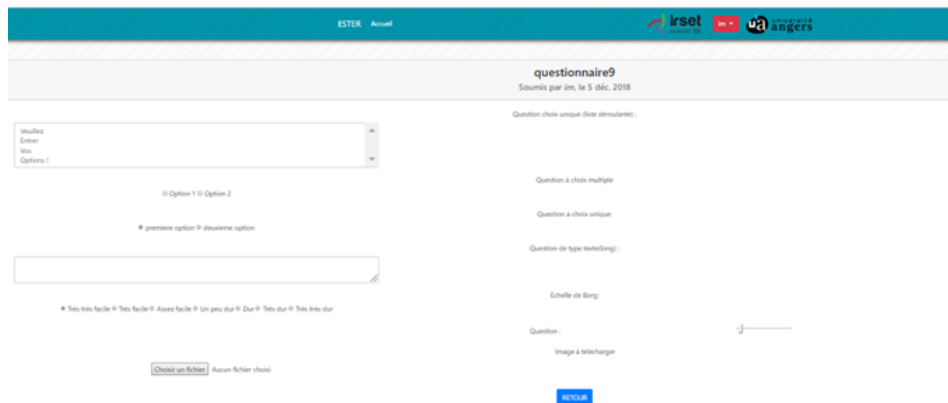 ESTER Accueil irset im université angers
questionnaire9
Soumis par im, le 5 déc. 2018
Question choix unique (liste déroulante) :
Veuillez
Entrer
Vos
Options !
Question à choix multiple
Option 1 Option 2
Question à choix unique:
premiere option deuxieme option
Question de type texte(long) :
Echelle de Borg:
Très très facile Très facile Assez facile Un peu dur Dur Très dur Très très dur
Question :
Image à télécharger
Choisir un fichier Aucun fichier choisi
RETOUR